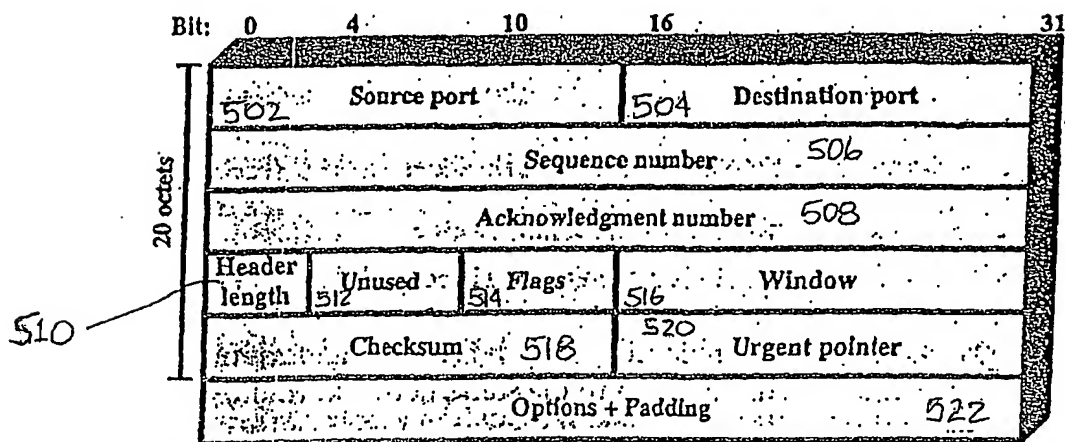 Bit: 0 4 10 16 31
Source port 502 504 Destination port
Sequence number 506
20 octets
Acknowledgment number 508
Header length 510 Unused 512 Flags 514 516 Window
Checksum 518 520 Urgent pointer
Options + Padding 522